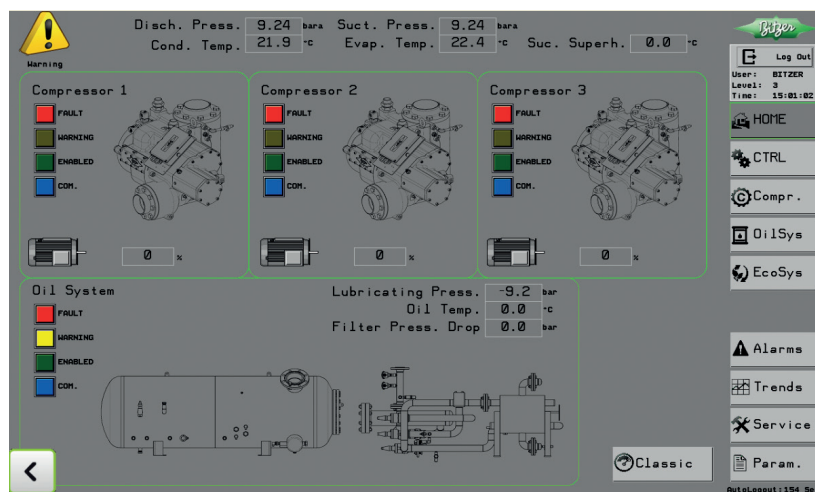 Disch. Press. 9.24 bara Suct. Press. 9.24 bara
Cond. Temp. 21.9 °C Evap. Temp. 22.4 °C Suc. Superh. 0.0 °C
Warning
Bitzer
Log Out
User: BITZER
Level: 3
Time: 15:01:02
Compressor 1
FAULT
WARNING
ENABLED
COM.
0 %
Compressor 2
FAULT
WARNING
ENABLED
COM.
0 %
Compressor 3
FAULT
WARNING
ENABLED
COM.
0 %
HOME
CTRL
Compr.
OilSys
EcoSys
Oil System
FAULT
WARNING
ENABLED
COM.
Lubricating Press. -9.2 bar
Oil Temp. 0.0 °C
Filter Press. Drop 0.0 bar
Alarms
Trends
Service
Classic
Param.
AutoLogout:154 Se